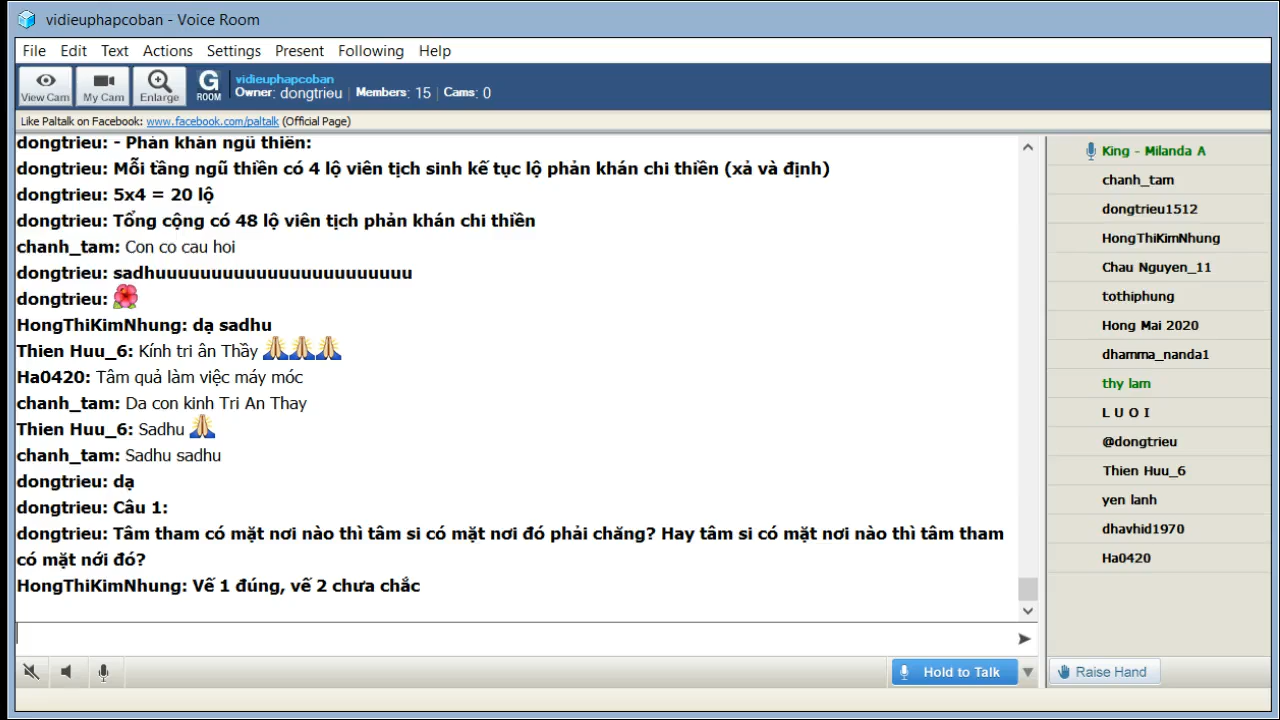 vidieuphapcoban - Voice Room
File Edit Text Actions Settings Present Following Help
View Cam My Cam Enlarge G ROOM
vidieuphapcoban
Owner: dongtrieu | Members: 15 | Cams: 0
Like Paltalk on Facebook: www.facebook.com/paltalk (Official Page)
dongtrieu: - Phản khán ngũ thiền:
dongtrieu: Mỗi tầng ngũ thiền có 4 lộ viên tịch sinh kế tục lộ phản khán chi thiền (xả và định)
dongtrieu: 5x4 = 20 lộ
dongtrieu: Tổng cộng có 48 lộ viên tịch phản khán chi thiền
chanh_tam: Con co cau hoi
dongtrieu: sadhuuuuuuuuuuuuuuuuuuuuuuu
dongtrieu:
HongThiKimNhung: dạ sadhu
Thien Huu_6: Kính tri ân Thầy
Ha0420: Tâm quả làm việc máy móc
chanh_tam: Da con kinh Tri An Thay
Thien Huu_6: Sadhu
chanh_tam: Sadhu sadhu
dongtrieu: dạ
dongtrieu: Câu 1:
dongtrieu: Tâm tham có mặt nơi nào thì tâm si có mặt nơi đó phải chăng? Hay tâm si có mặt nơi nào thì tâm tham
có mặt nới đó?
HongThiKimNhung: Vế 1 đúng, vế 2 chưa chắc
Hold to Talk
King - Milanda A
chanh_tam
dongtrieu1512
HongThiKimNhung
Chau Nguyen_11
tothiphung
Hong Mai 2020
dhamma_nanda1
thy lam
L U O I
@dongtrieu
Thien Huu_6
yen lanh
dhavhid1970
Ha0420
Raise Hand